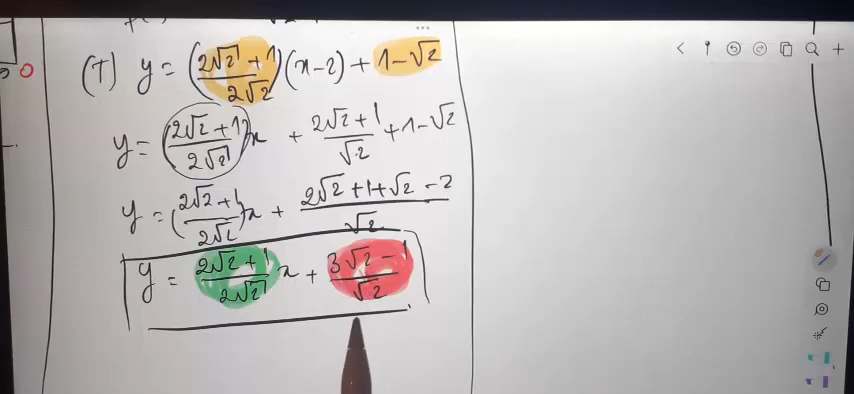 (T) y = (2√2 + 1 / 2√2)(x-2) + 1-√2
y = (2√2 + 1 / 2√2)x + 2√2 + 1 / √2 + 1-√2
y = (2√2 + 1 / 2√2)x + 2√2 + 1 + √2 - 2 / √2
y = 2√2 + 1 / 2√2 x + 3√2 - 1 / √2